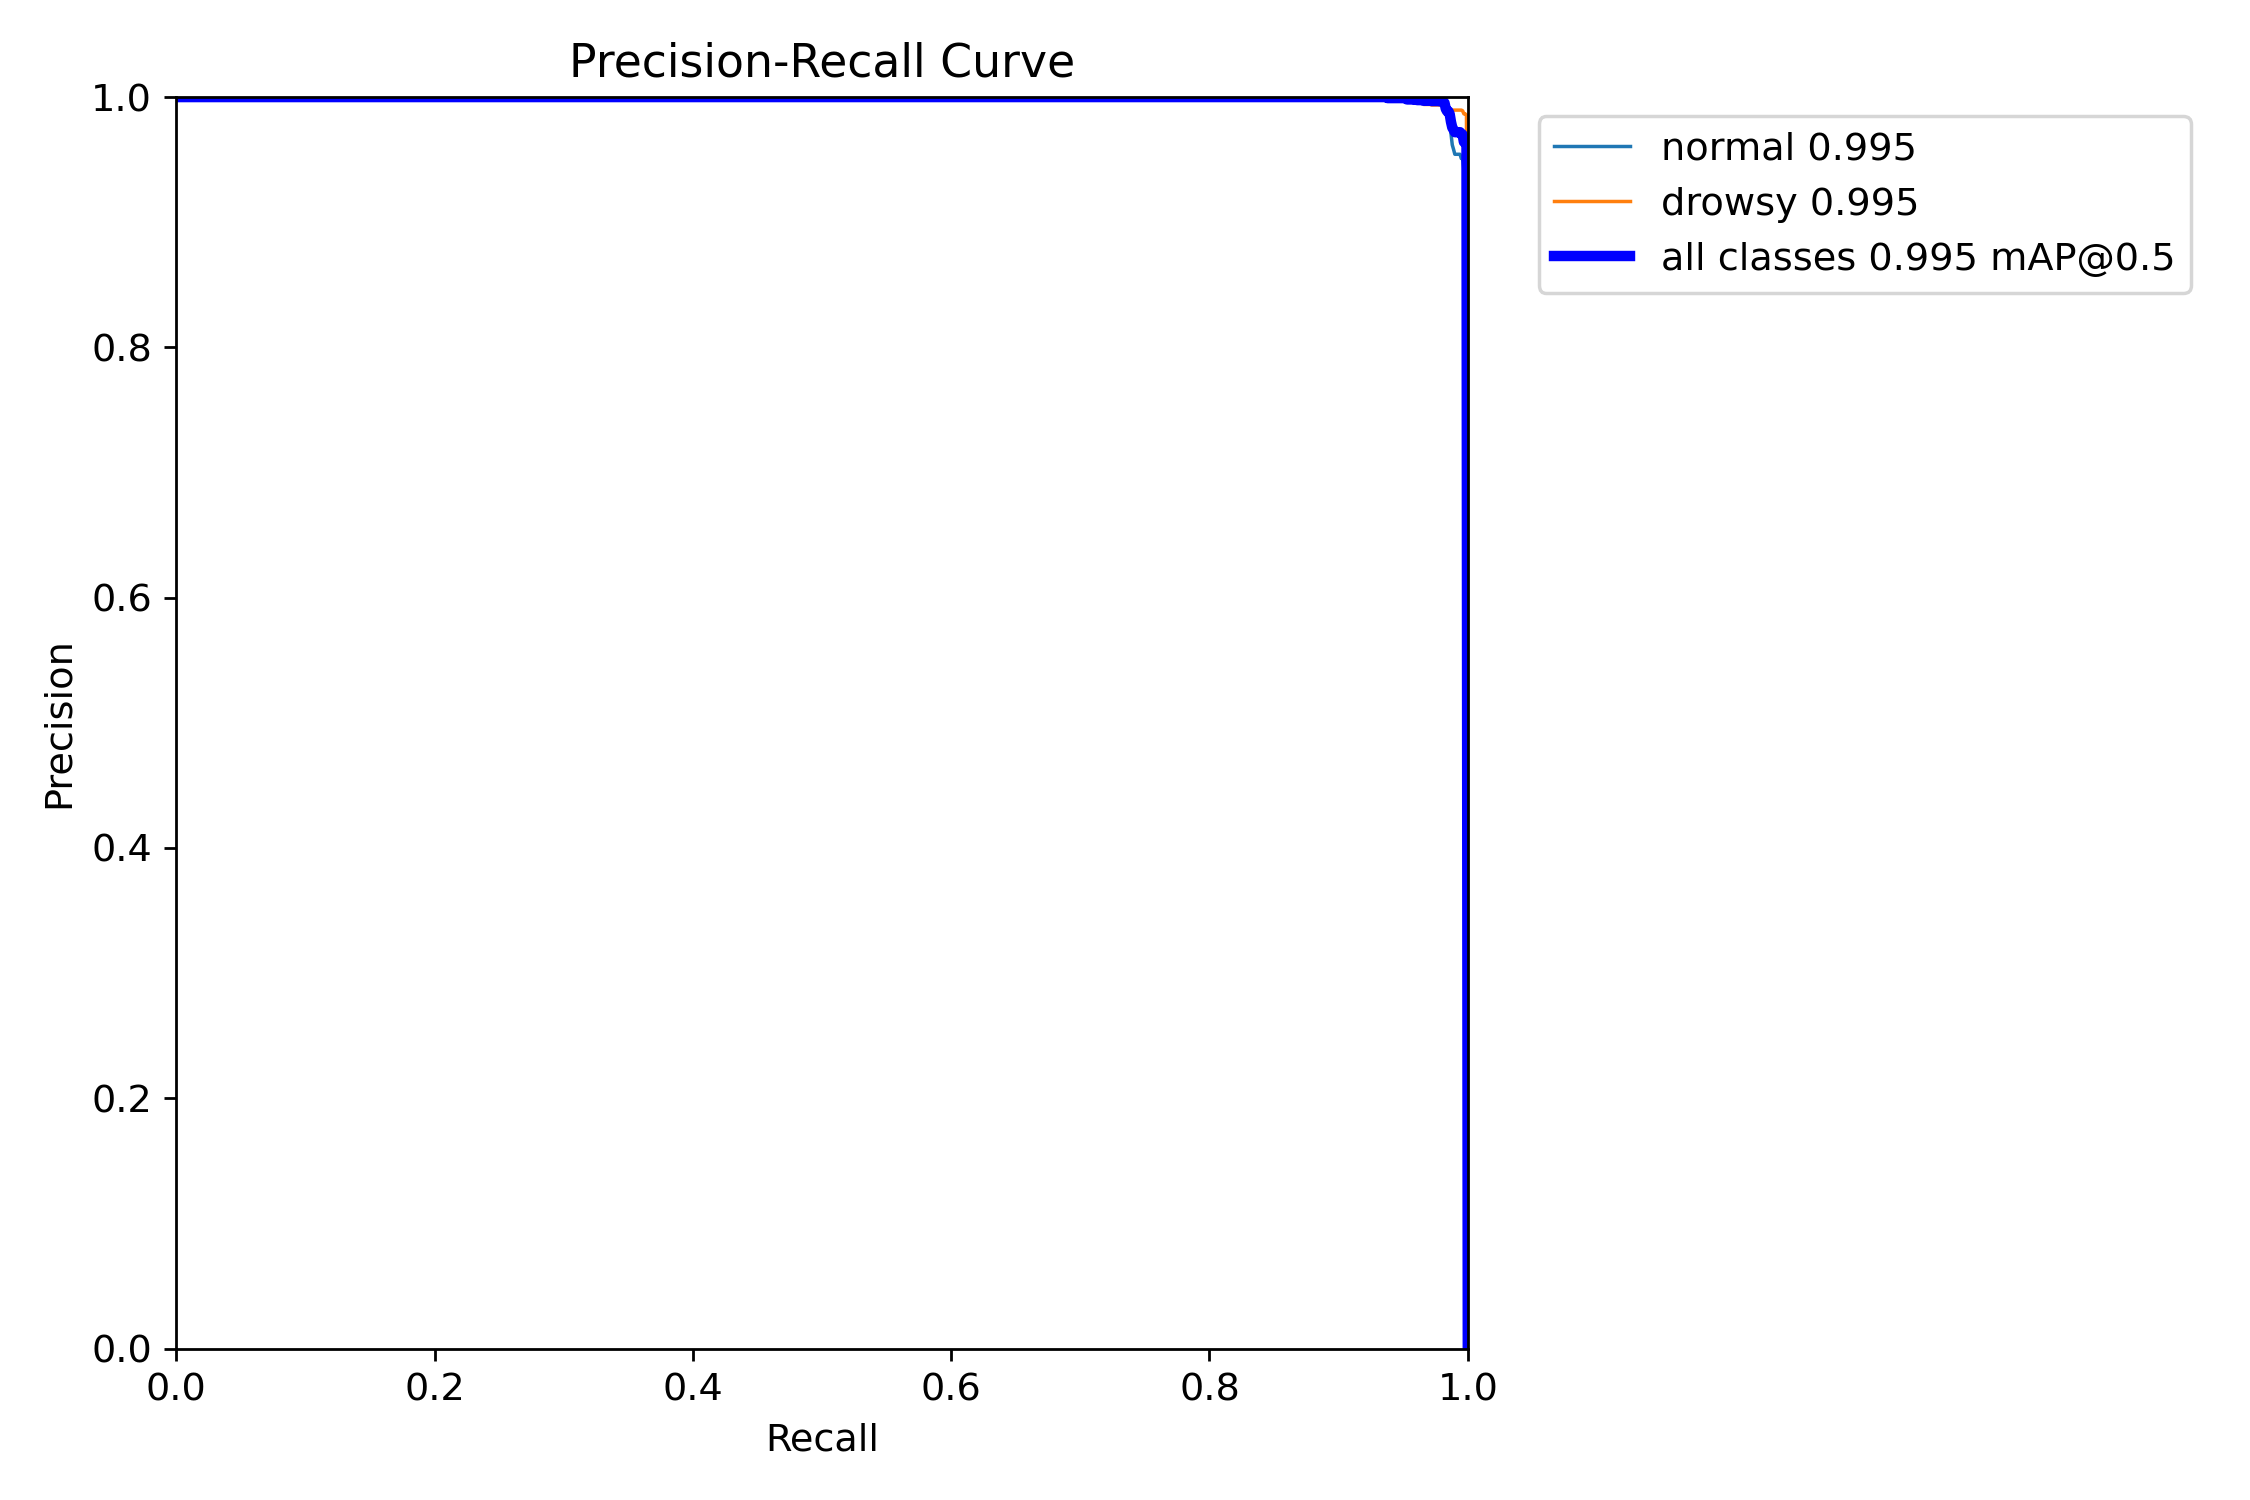 Precision-Recall Curve
1.0
0.8
0.6
0.4
0.2
0.0
Precision
0.0 0.2 0.4 0.6 0.8 1.0
Recall
normal 0.995
drowsy 0.995
all classes 0.995 mAP@0.5